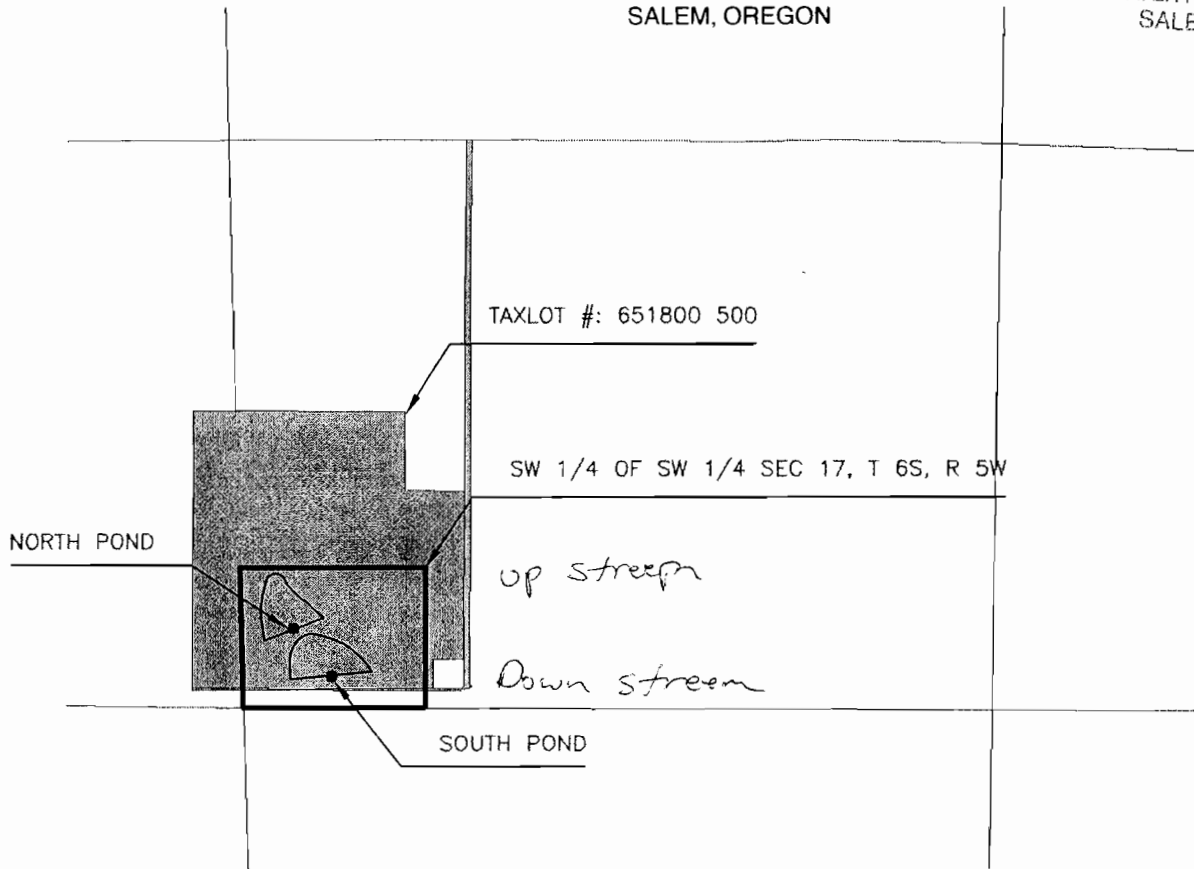 SALEM, OREGON
SALE
TAXLOT #: 651800 500
SW 1/4 OF SW 1/4 SEC 17, T 6S, R 5W
NORTH POND
up streem
Down streem
SOUTH POND